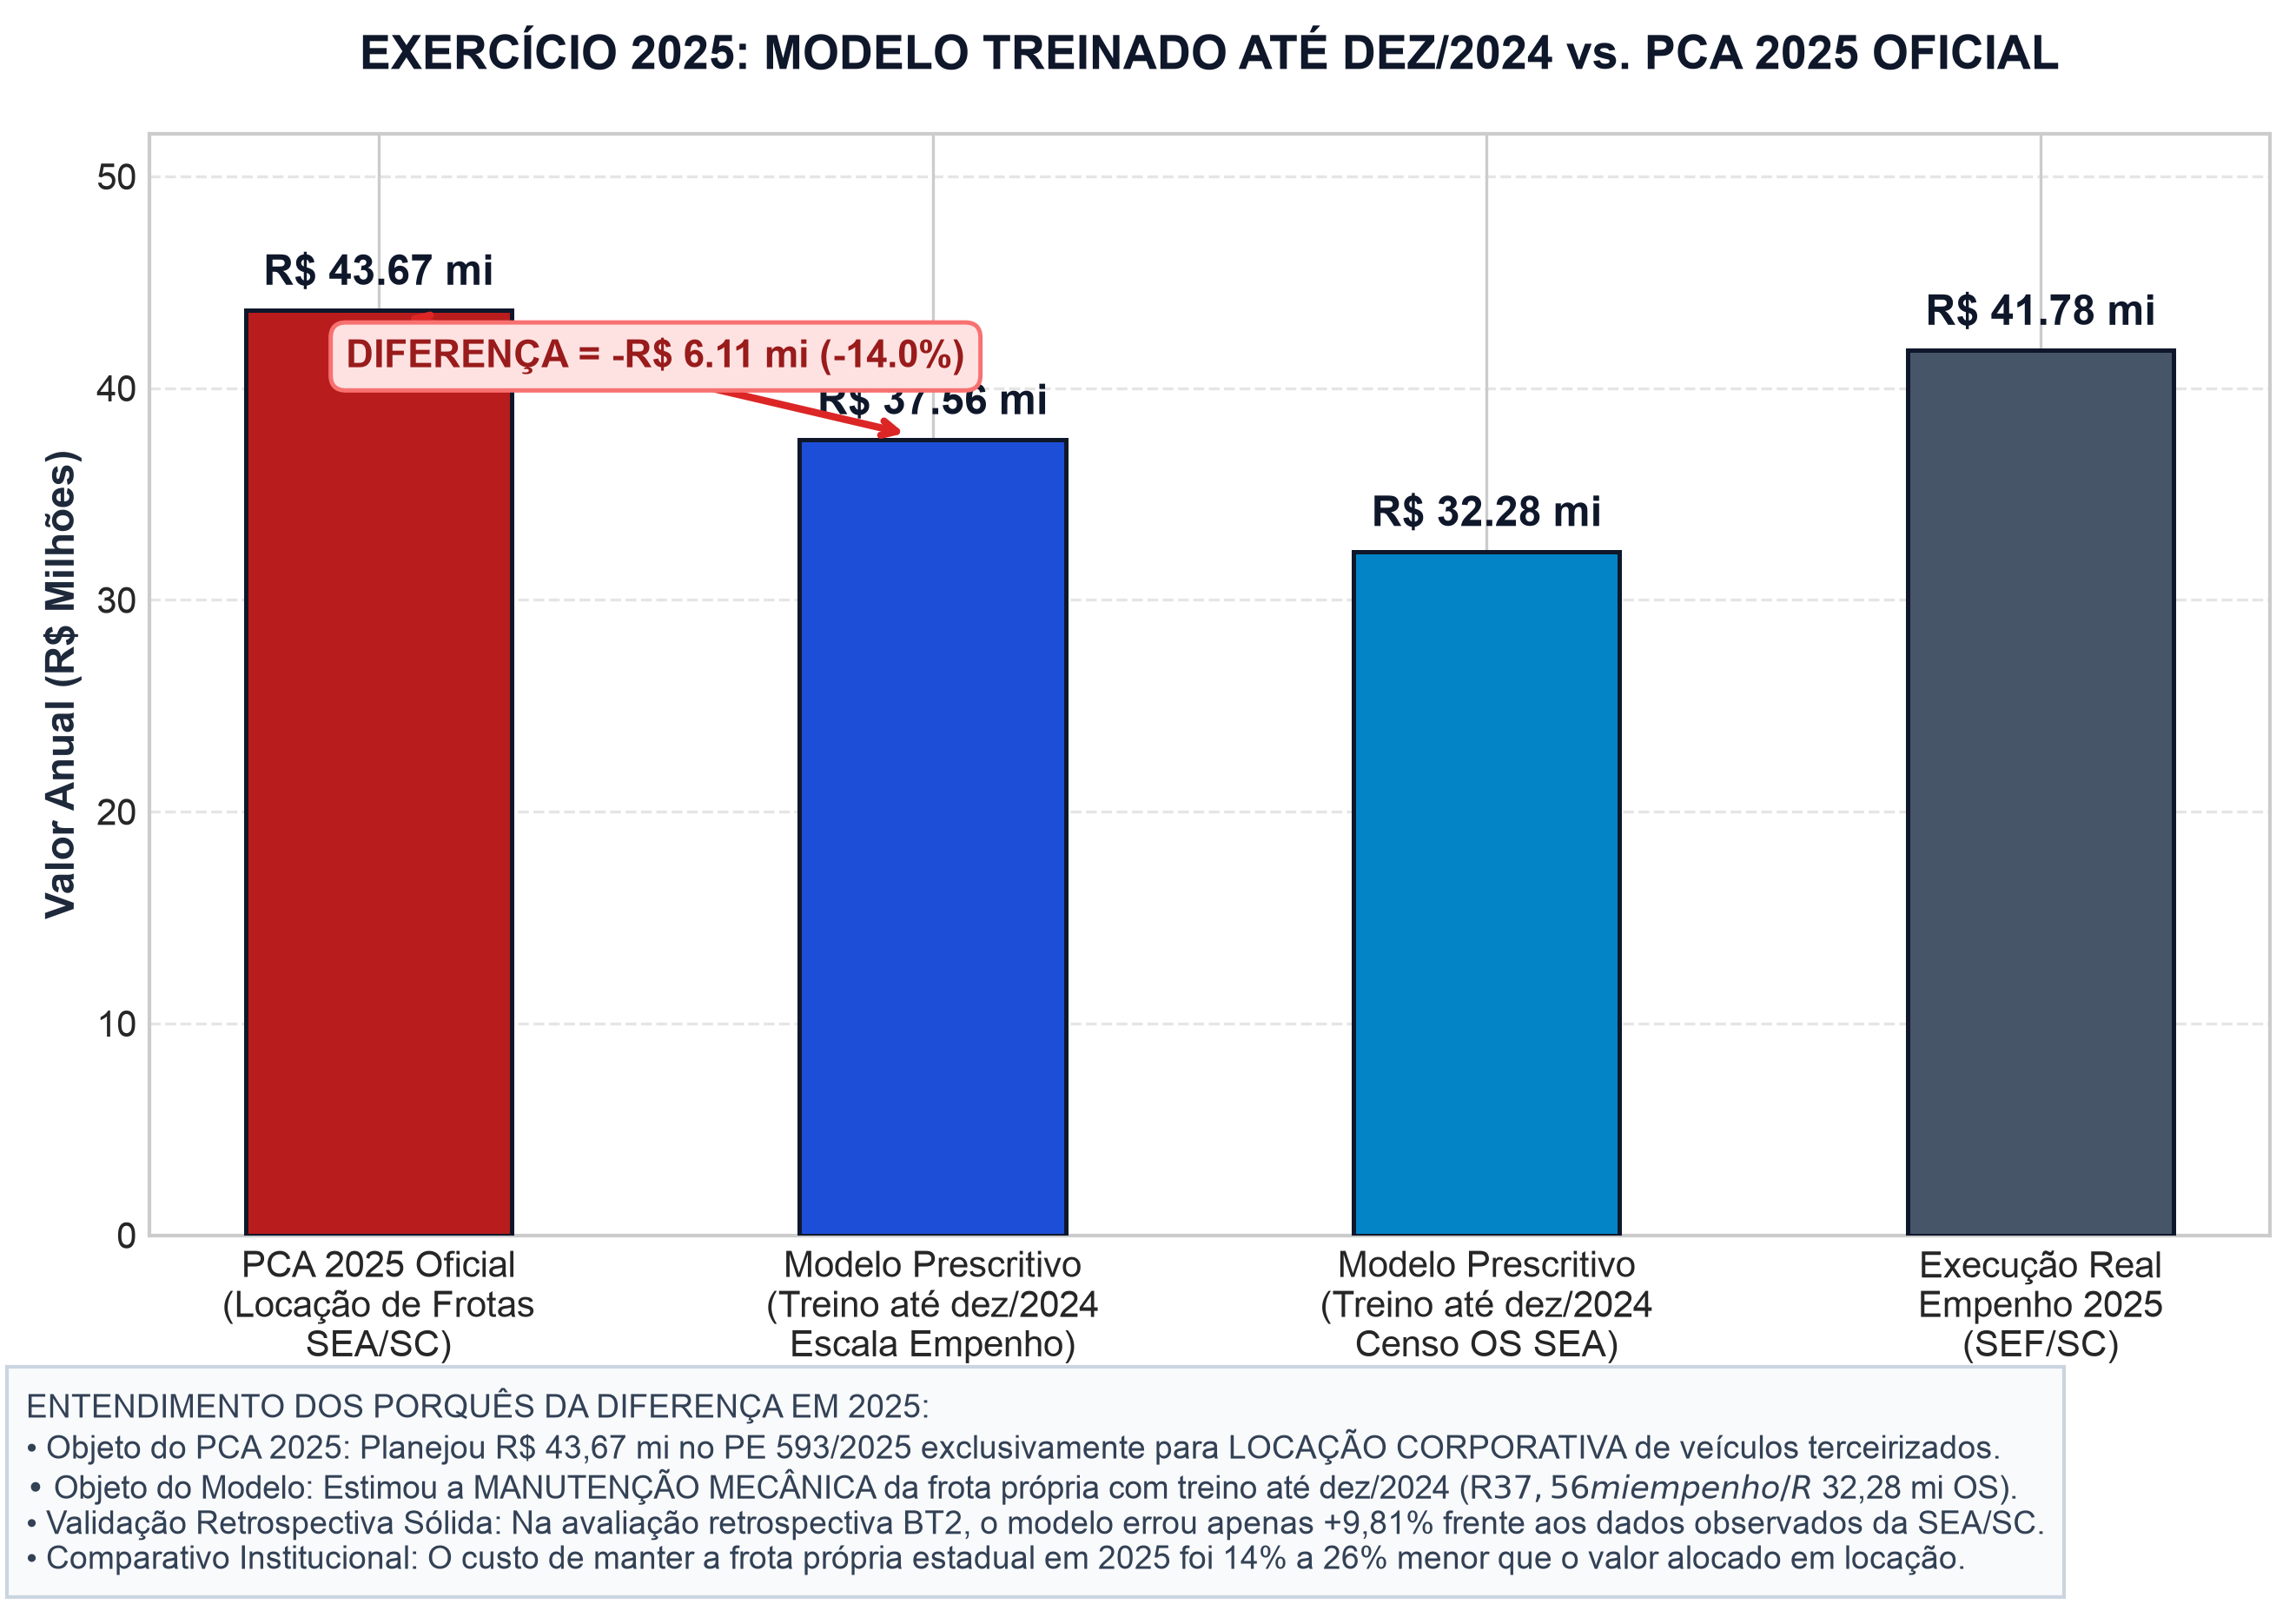 EXERCÍCIO 2025: MODELO TREINADO ATÉ DEZ/2024 vs. PCA 2025 OFICIAL
Valor Anual (R$ Milhões)
50
40
30
20
10
0
R$ 43.67 mi
DIFERENÇA = -R$ 6.11 mi (-14.0%)
R$ 37.56 mi
R$ 32.28 mi
R$ 41.78 mi
PCA 2025 Oficial
(Locação de Frotas
SEA/SC)
Modelo Prescritivo
(Treino até dez/2024
Escala Empenho)
Modelo Prescritivo
(Treino até dez/2024
Censo OS SEA)
Execução Real
Empenho 2025
(SEF/SC)
ENTENDIMENTO DOS PORQUÊS DA DIFERENÇA EM 2025:
• Objeto do PCA 2025: Planejou R$ 43,67 mi no PE 593/2025 exclusivamente para LOCAÇÃO CORPORATIVA de veículos terceirizados.
• Objeto do Modelo: Estimou a MANUTENÇÃO MECÂNICA da frota própria com treino até dez/2024 (R37, 56miempenho/R 32,28 mi OS).
• Validação Retrospectiva Sólida: Na avaliação retrospectiva BT2, o modelo errou apenas +9,81% frente aos dados observados da SEA/SC.
• Comparativo Institucional: O custo de manter a frota própria estadual em 2025 foi 14% a 26% menor que o valor alocado em locação.